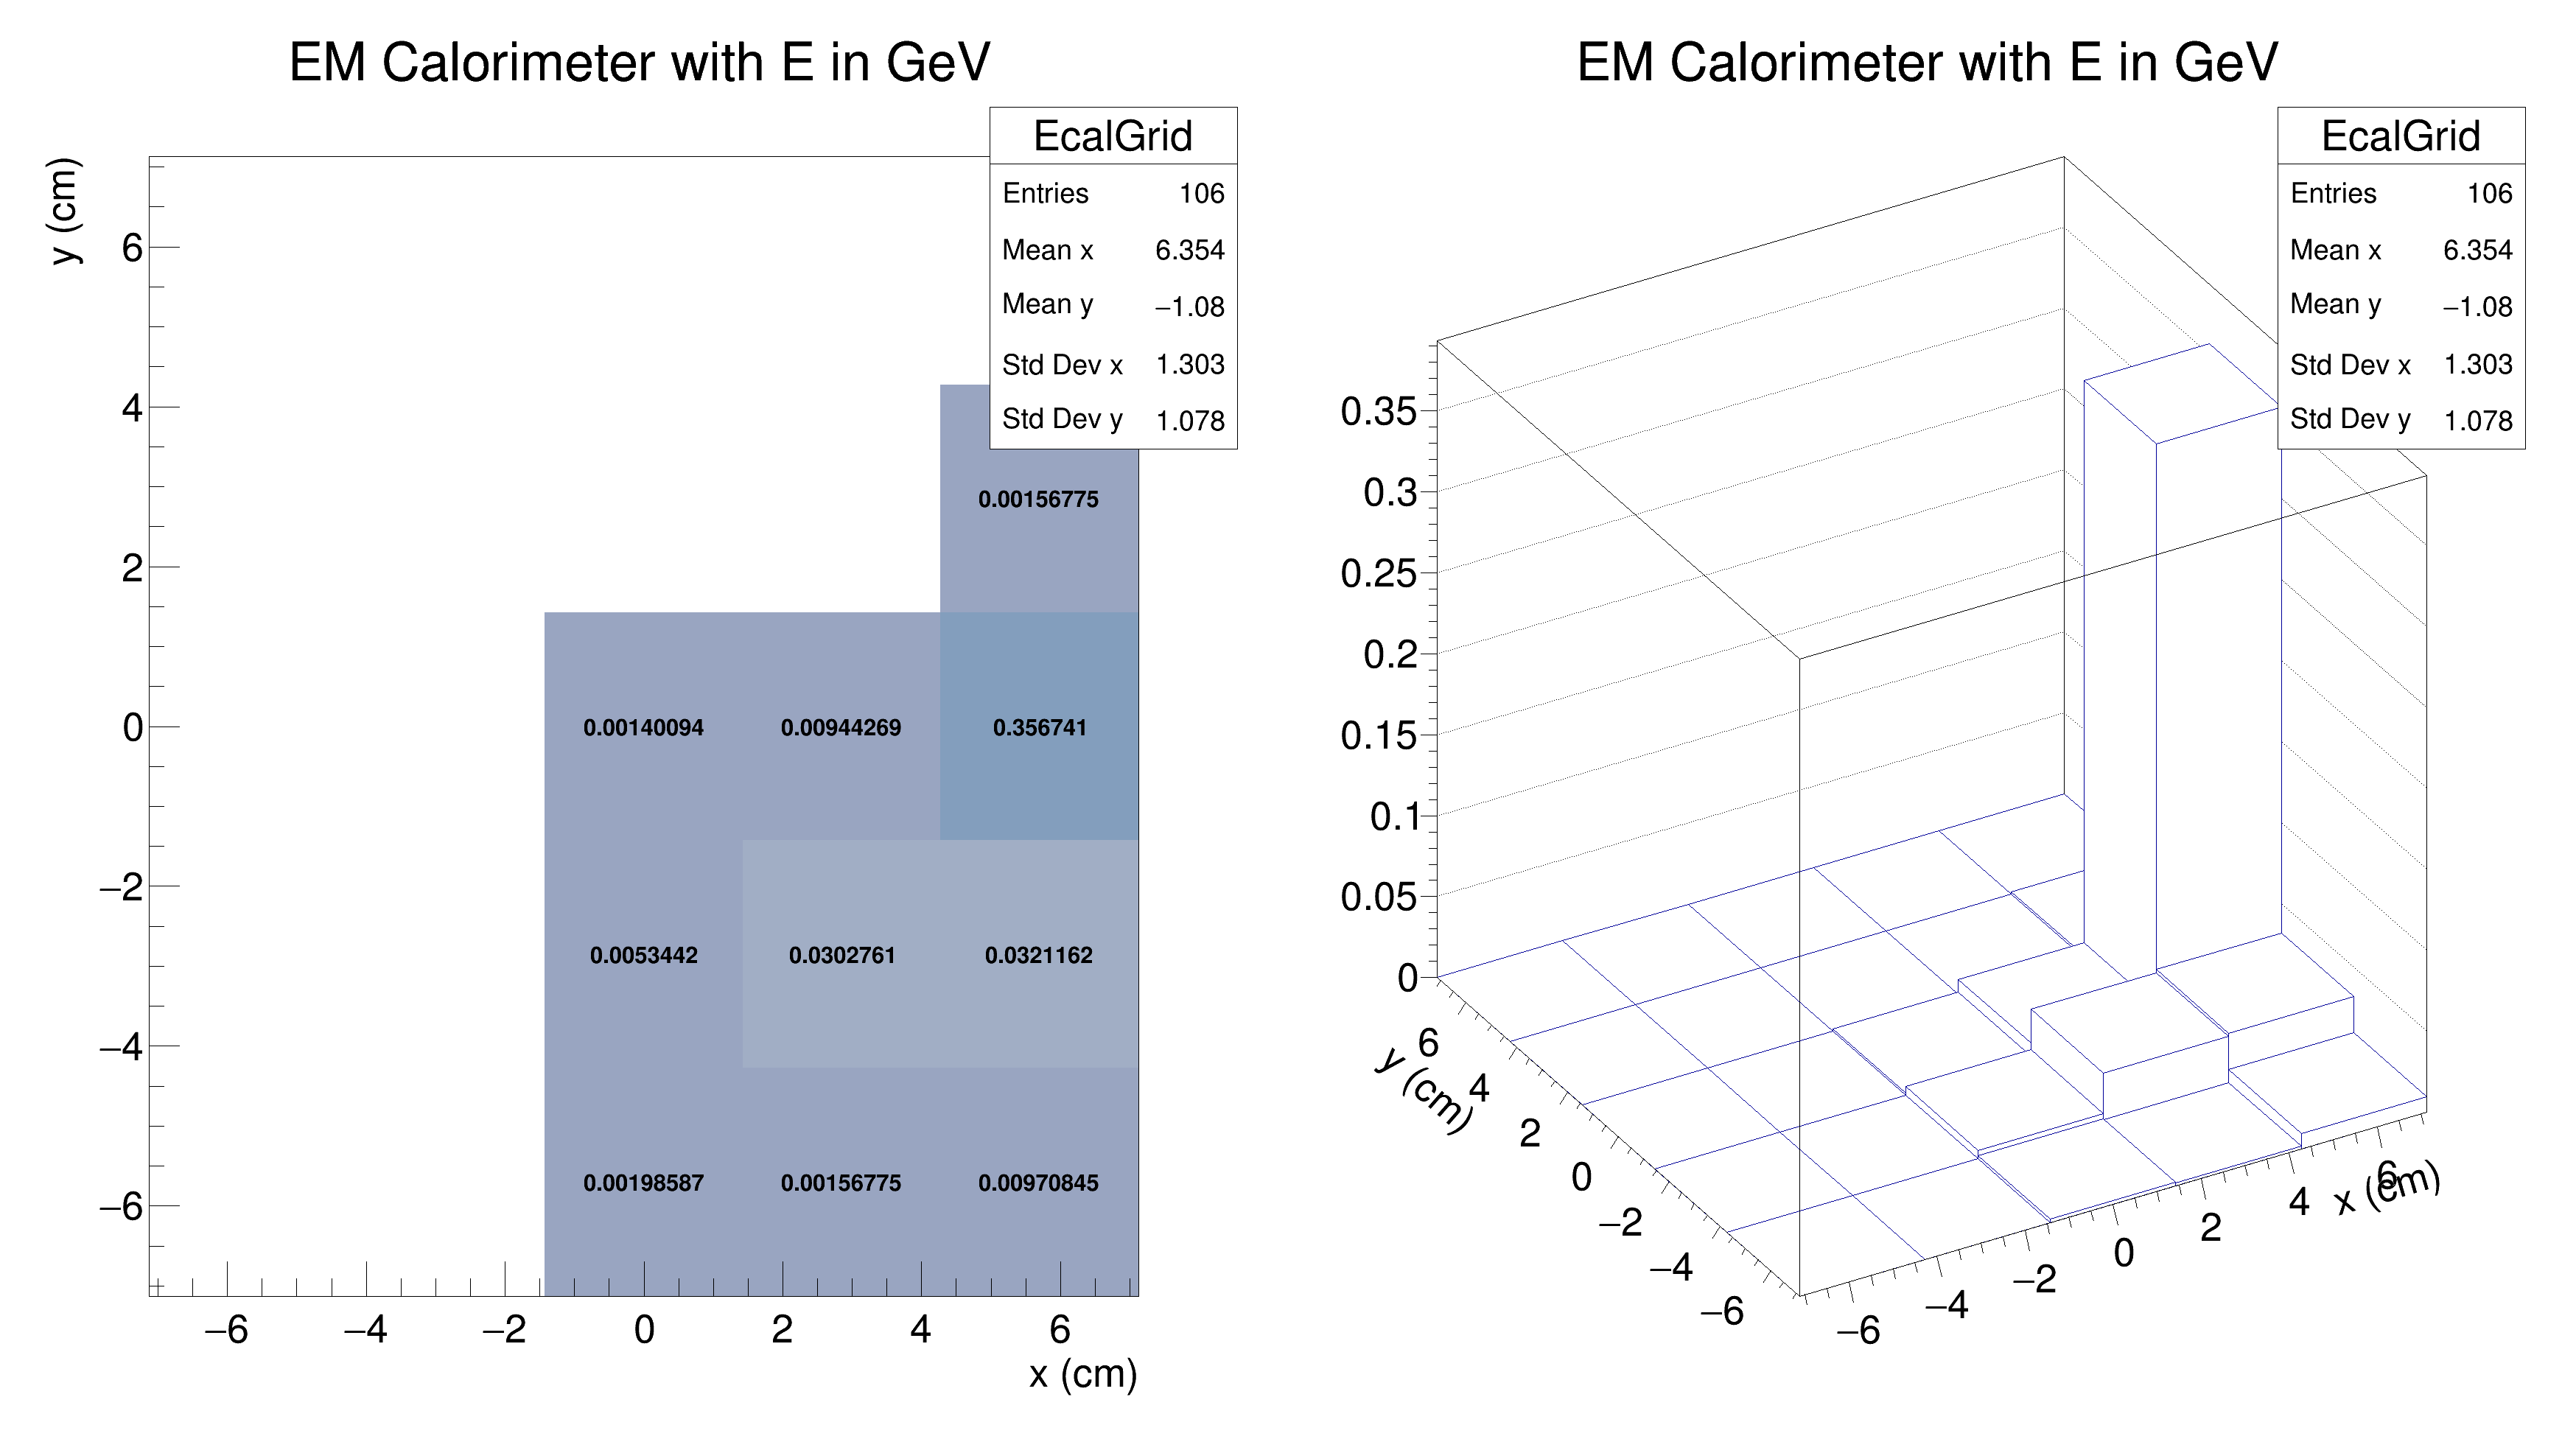 EM Calorimeter with E in GeV
EcalGrid
Entries 106
Mean x 6.354
Mean y −1.08
Std Dev x 1.303
Std Dev y 1.078
y (cm)
6
4
2
0
−2
−4
−6
0.00156775
0.00140094 0.00944269 0.356741
0.0053442 0.0302761 0.0321162
0.00198587 0.00156775 0.00970845
−6 −4 −2 0 2 4 6
x (cm)
EM Calorimeter with E in GeV
EcalGrid
Entries 106
Mean x 6.354
Mean y −1.08
Std Dev x 1.303
Std Dev y 1.078
0.35
0.3
0.25
0.2
0.15
0.1
0.05
0
y (cm)
6
4
2
0
−2
−4
−6
−6 −4 −2 0 2 4 6
x (cm)